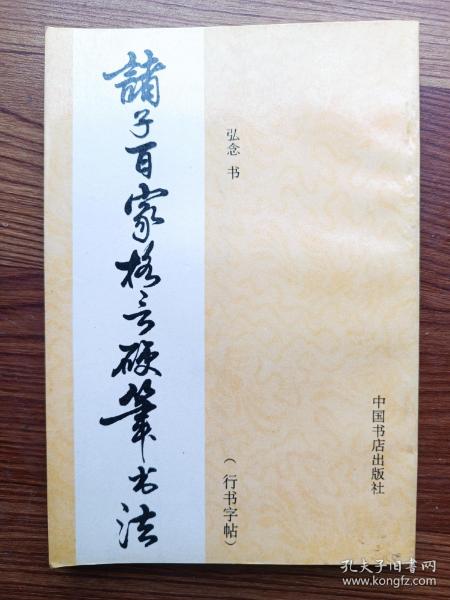 諸子百家格言硬筆书法
弘念 书
（行书字帖）
中国书店出版社
孔夫子旧书网
www.kongfz.com